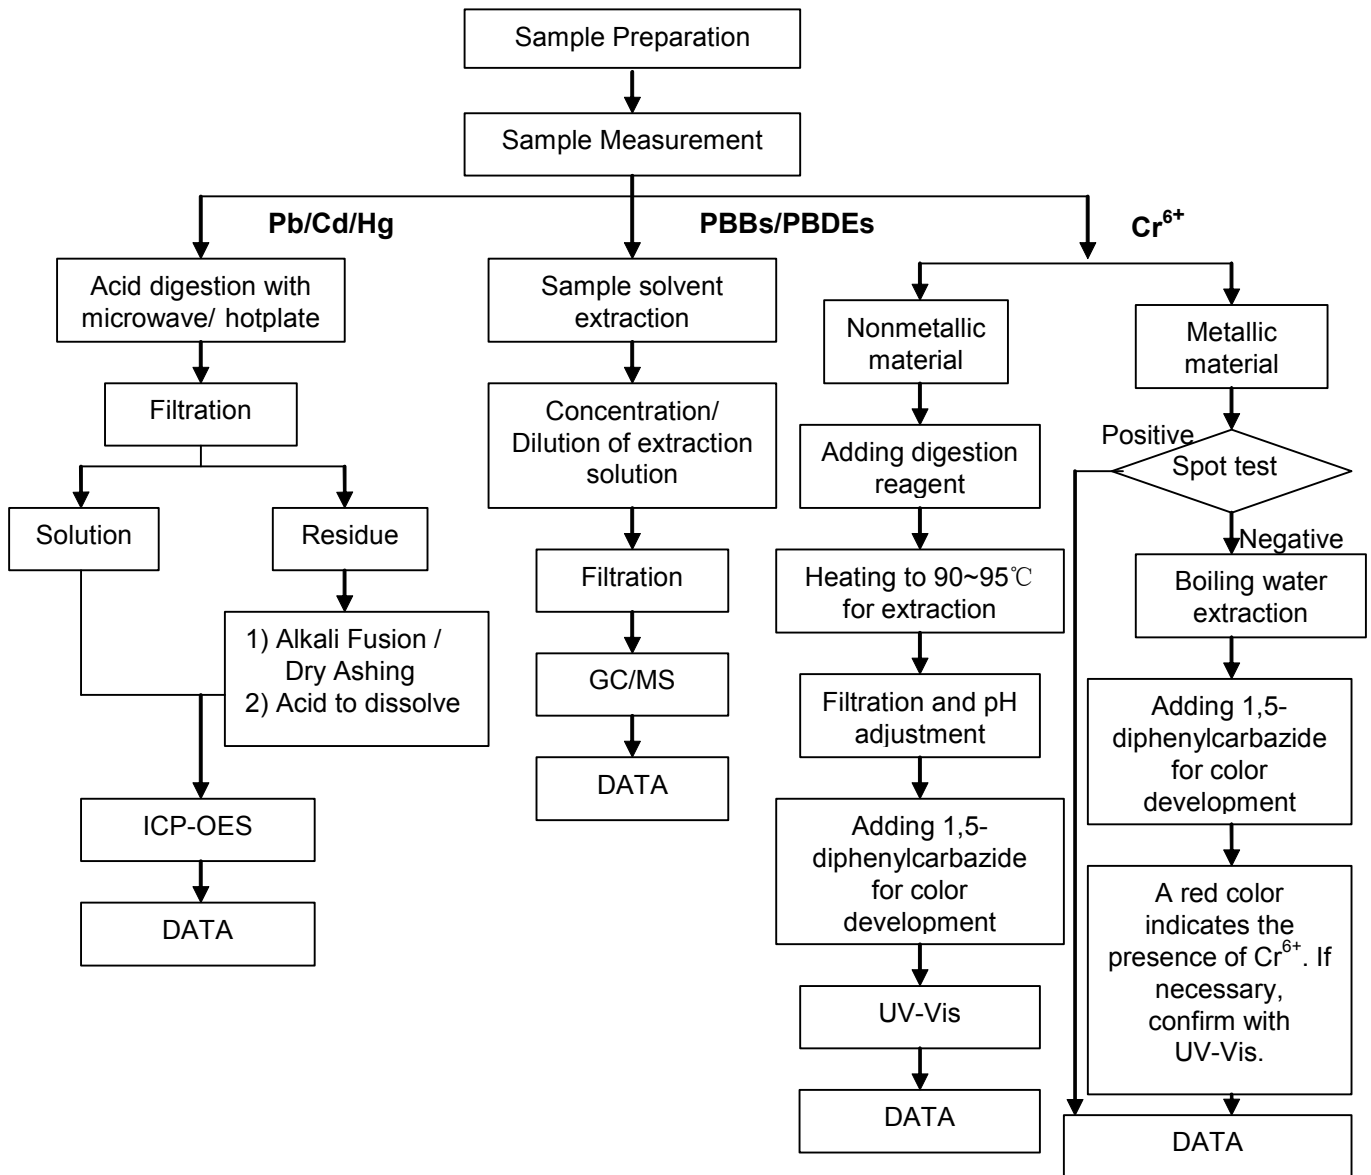 Sample Preparation
Sample Measurement
Pb/Cd/Hg
PBBs/PBDEs
Cr⁶⁺
Acid digestion with
microwave/ hotplate
Filtration
Solution
Residue
1) Alkali Fusion /
Dry Ashing
2) Acid to dissolve
ICP-OES
DATA
Sample solvent
extraction
Concentration/
Dilution of extraction
solution
Filtration
GC/MS
DATA
Nonmetallic
material
Adding digestion
reagent
Heating to 90~95℃
for extraction
Filtration and pH
adjustment
Adding 1,5-
diphenylcarbazide
for color
development
UV-Vis
DATA
Metallic
material
Positive
Spot test
Negative
Boiling water
extraction
Adding 1,5-
diphenylcarbazide
for color
development
A red color
indicates the
presence of Cr⁶⁺. If
necessary,
confirm with
UV-Vis.
DATA